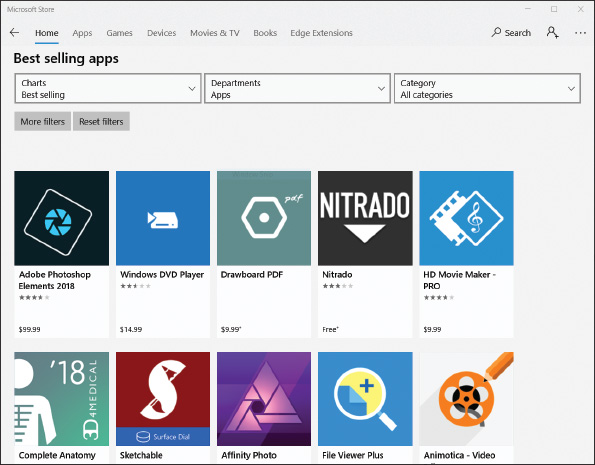 Microsoft Store
Home Apps Games Devices Movies & TV Books Edge Extensions Search
Best selling apps
Charts
Best selling
Departments
Apps
Category
All categories
More filters Reset filters
pdf
NITRADO
Adobe Photoshop
Elements 2018
$99.99
Windows DVD Player
$14.99
Drawboard PDF
$9.99*
Nitrado
Free*
HD Movie Maker -
PRO
$9.99
'18
3D4MEDICAL
Complete Anatomy
Surface Dial
Sketchable
Affinity Photo
File Viewer Plus
Animotica - Video